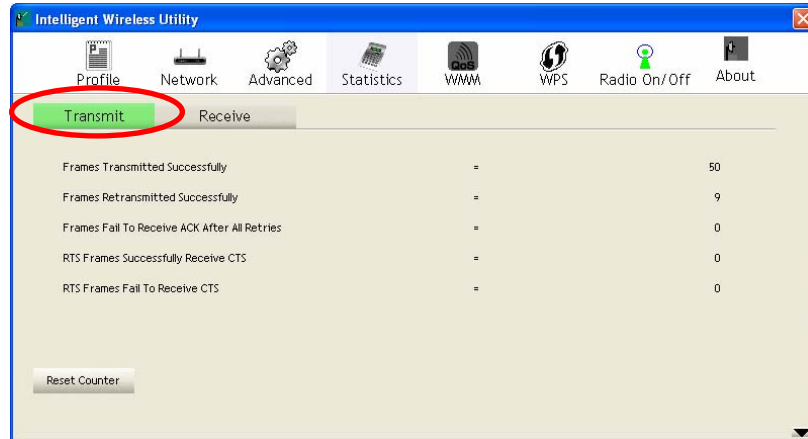 Intelligent Wireless Utility
Profile Network Advanced Statistics QoS WMM WPS Radio On/Off About
Transmit Receive
Frames Transmitted Successfully = 50
Frames Retransmitted Successfully = 9
Frames Fail To Receive ACK After All Retries = 0
RTS Frames Successfully Receive CTS = 0
RTS Frames Fail To Receive CTS = 0
Reset Counter